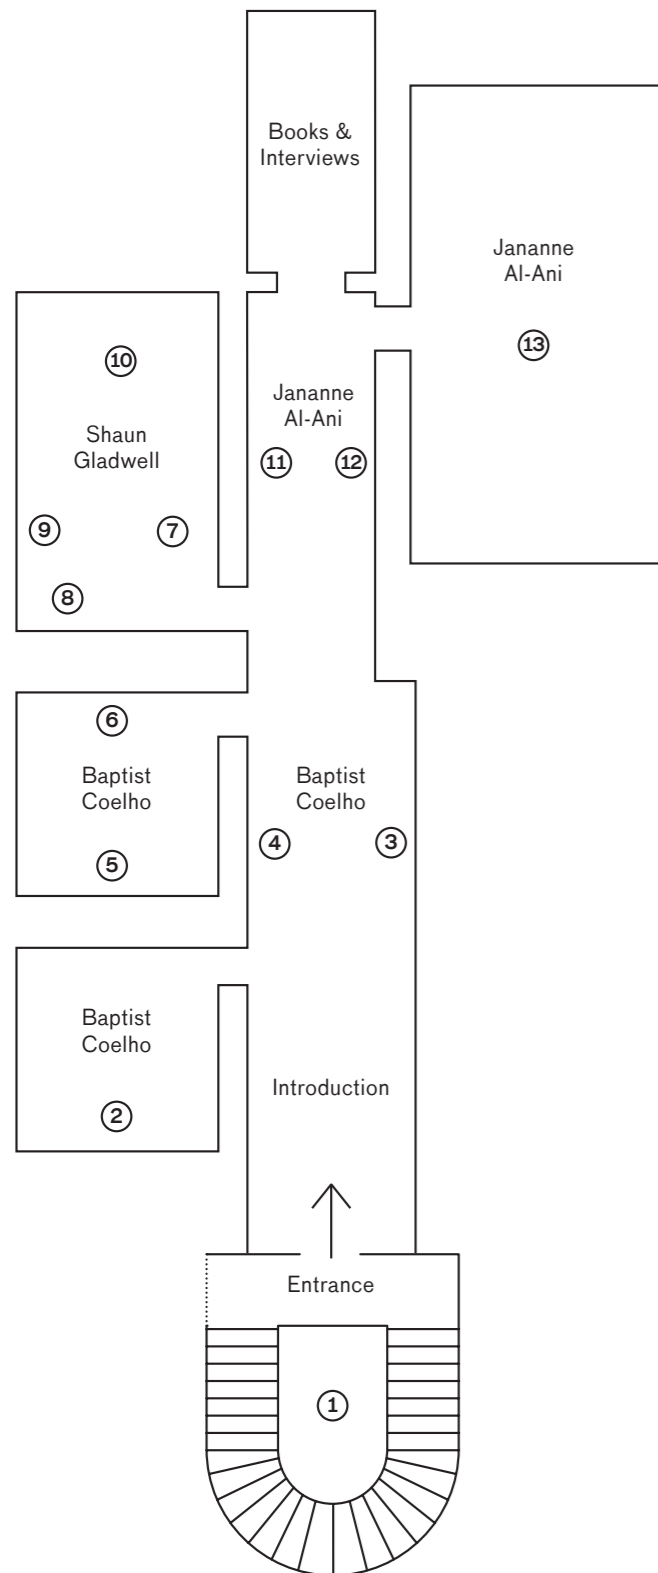 Books &
Interviews
Jananne
Al-Ani
13
10
Jananne
Al-Ani
11 12
Shaun
Gladwell
9 7
8
6
Baptist
Coelho
5
Baptist
Coelho
4 3
Baptist
Coelho
2
Introduction
Entrance
1